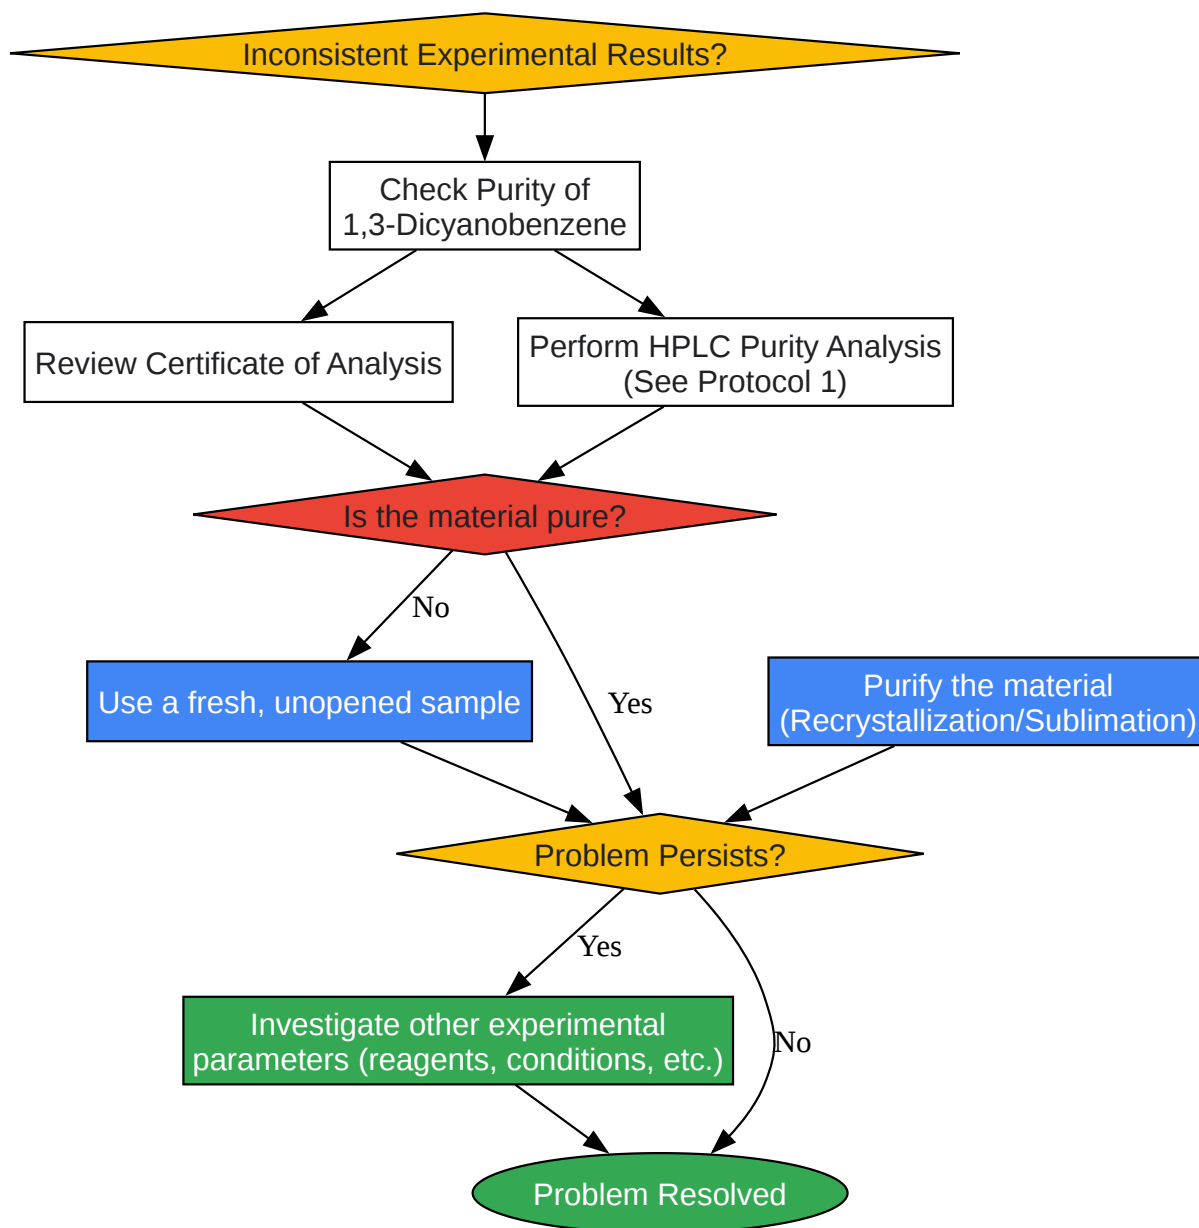 Inconsistent Experimental Results?
Check Purity of
1,3-Dicyanobenzene
Review Certificate of Analysis
Perform HPLC Purity Analysis
(See Protocol 1)
Is the material pure?
No
Yes
Use a fresh, unopened sample
Purify the material
(Recrystallization/Sublimation)
Problem Persists?
Yes
Investigate other experimental
parameters (reagents, conditions, etc.)
No
Problem Resolved